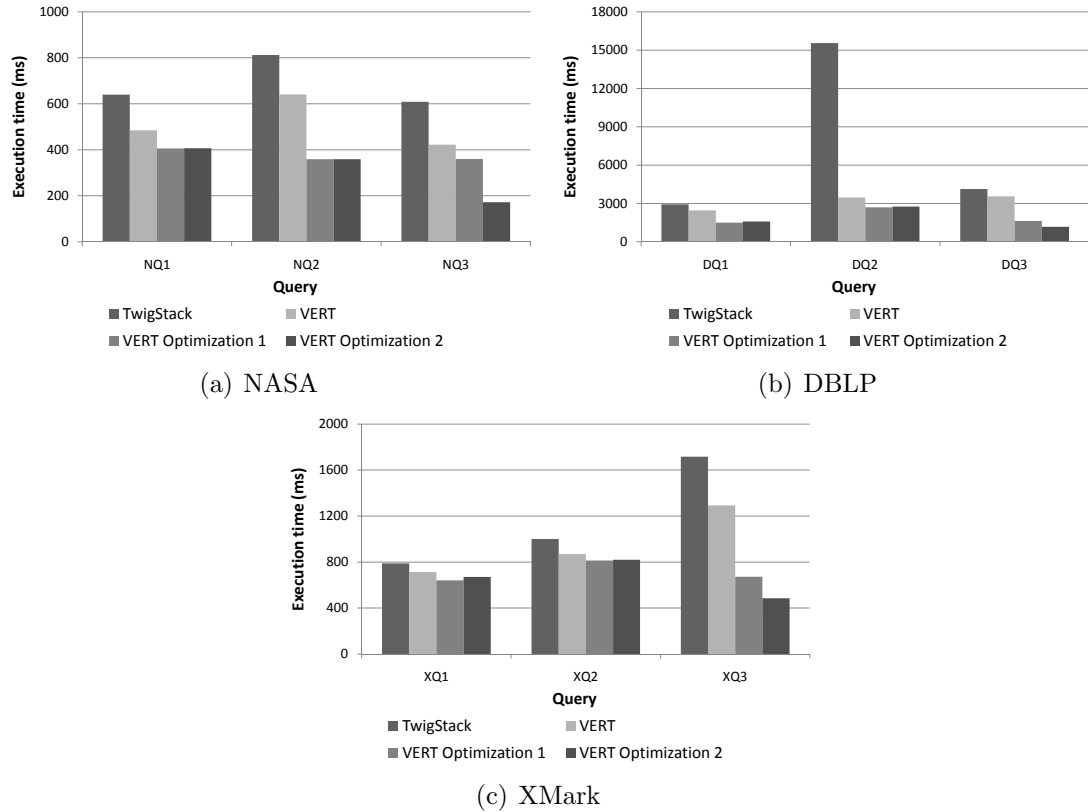 1000
800
600
400
200
0
Execution time (ms)
NQ1 NQ2 NQ3
Query
TwigStack VERT
VERT Optimization 1 VERT Optimization 2
(a) NASA
18000
15000
12000
9000
6000
3000
0
Execution time (ms)
DQ1 DQ2 DQ3
Query
TwigStack VERT
VERT Optimization 1 VERT Optimization 2
(b) DBLP
2000
1600
1200
800
400
0
Execution time (ms)
XQ1 XQ2 XQ3
Query
TwigStack VERT
VERT Optimization 1 VERT Optimization 2
(c) XMark